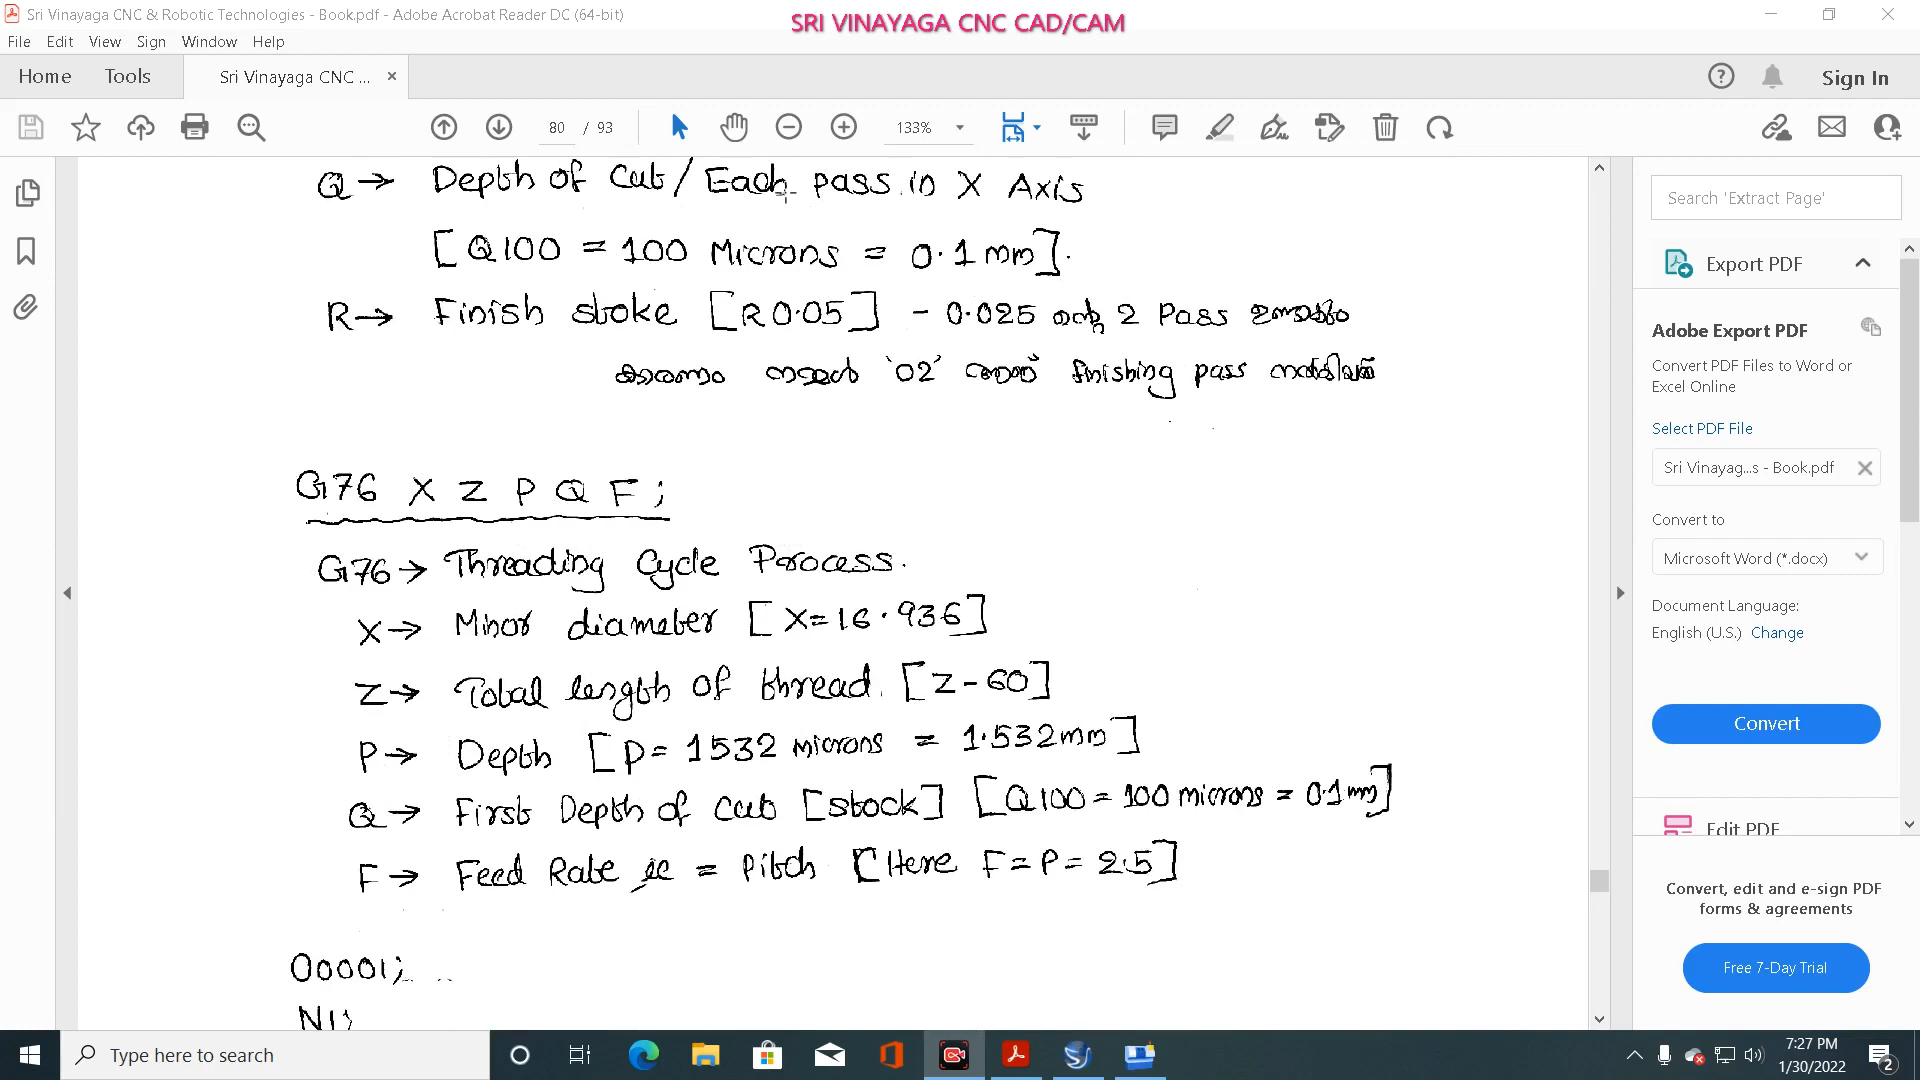 Sri Vinayaga CNC & Robotic Technologies - Book.pdf - Adobe Acrobat Reader DC (64-bit)
SRI VINAYAGA CNC CAD/CAM
File Edit View Sign Window Help
Home Tools Sri Vinayaga CNC ... × Sign In
80 / 93 133%
Q → Depth of Cut / Each pass in X Axis
[Q100 = 100 Microns = 0.1 mm].
R → Finish stoke [R 0.05] - 0.025 2 Pass
'02' finishing pass
G76 X Z P Q F ;
G76 → Threading Cycle Process.
X → Minor diameter [X = 16.936]
Z → Total length of thread. [Z - 60]
P → Depth [P = 1532 microns = 1.532mm]
Q → First Depth of cut [stock] [Q100 = 100 microns = 0.1 mm]
F → Feed Rate ie = Pitch [Here F = P = 2.5]
O0001;
N1;
Search 'Extract Page'
Export PDF
Adobe Export PDF
Convert PDF Files to Word or
Excel Online
Select PDF File
Sri Vinayag...s - Book.pdf
Convert to
Microsoft Word (*.docx)
Document Language:
English (U.S.) Change
Convert
Edit PDF
Convert, edit and e-sign PDF
forms & agreements
Free 7-Day Trial
Type here to search
7:27 PM
1/30/2022
2